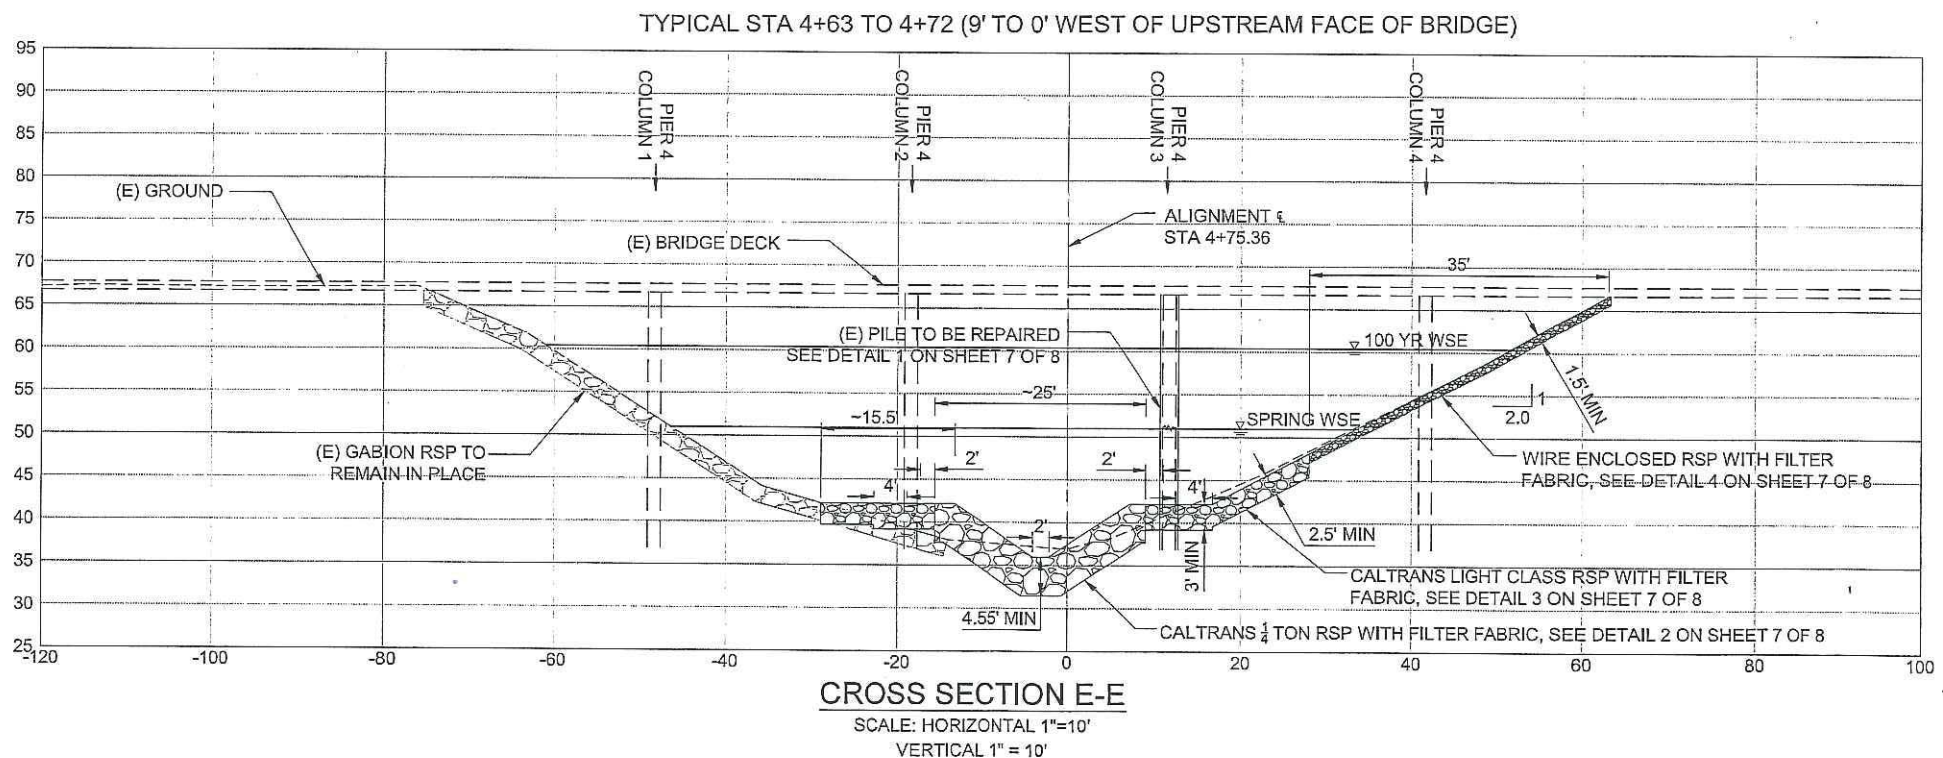 TYPICAL STA 4+63 TO 4+72 (9' TO 0' WEST OF UPSTREAM FACE OF BRIDGE)
95
90
85
80
75
70
65
60
55
50
45
40
35
30
25
PIER 4
COLUMN 1
PIER 4
COLUMN 2
PIER 4
COLUMN 3
PIER 4
COLUMN 4
(E) GROUND
(E) BRIDGE DECK
ALIGNMENT ℄
STA 4+75.36
35'
(E) PILE TO BE REPAIRED
SEE DETAIL 1 ON SHEET 7 OF 8
100 YR WSE
1.5' MIN
1
2.0
~25'
~15.5'
SPRING WSE
(E) GABION RSP TO
REMAIN IN PLACE
2'
2'
4'
4'
2'
WIRE ENCLOSED RSP WITH FILTER
FABRIC, SEE DETAIL 4 ON SHEET 7 OF 8
2.5' MIN
3' MIN
CALTRANS LIGHT CLASS RSP WITH FILTER
FABRIC, SEE DETAIL 3 ON SHEET 7 OF 8
4.55' MIN
CALTRANS 1/4 TON RSP WITH FILTER FABRIC, SEE DETAIL 2 ON SHEET 7 OF 8
-120 -100 -80 -60 -40 -20 0 20 40 60 80 100
CROSS SECTION E-E
SCALE: HORIZONTAL 1"=10'
VERTICAL 1" = 10'